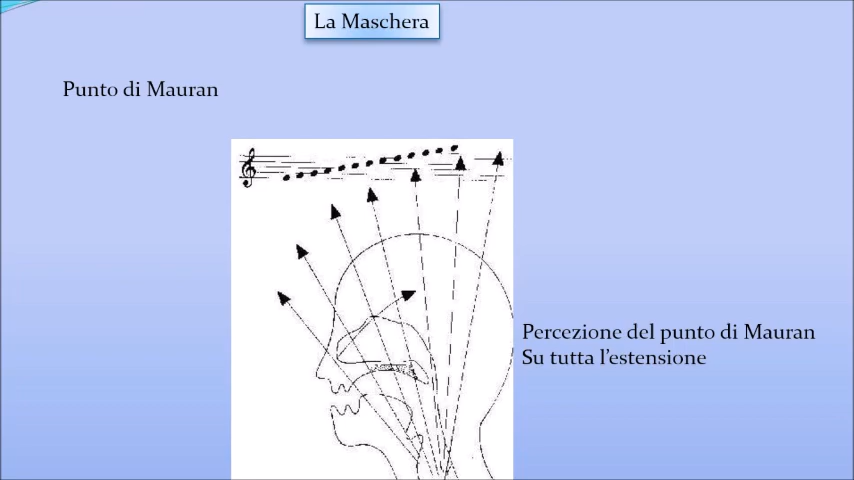 La Maschera
Punto di Mauran
Percezione del punto di Mauran
Su tutta l'estensione